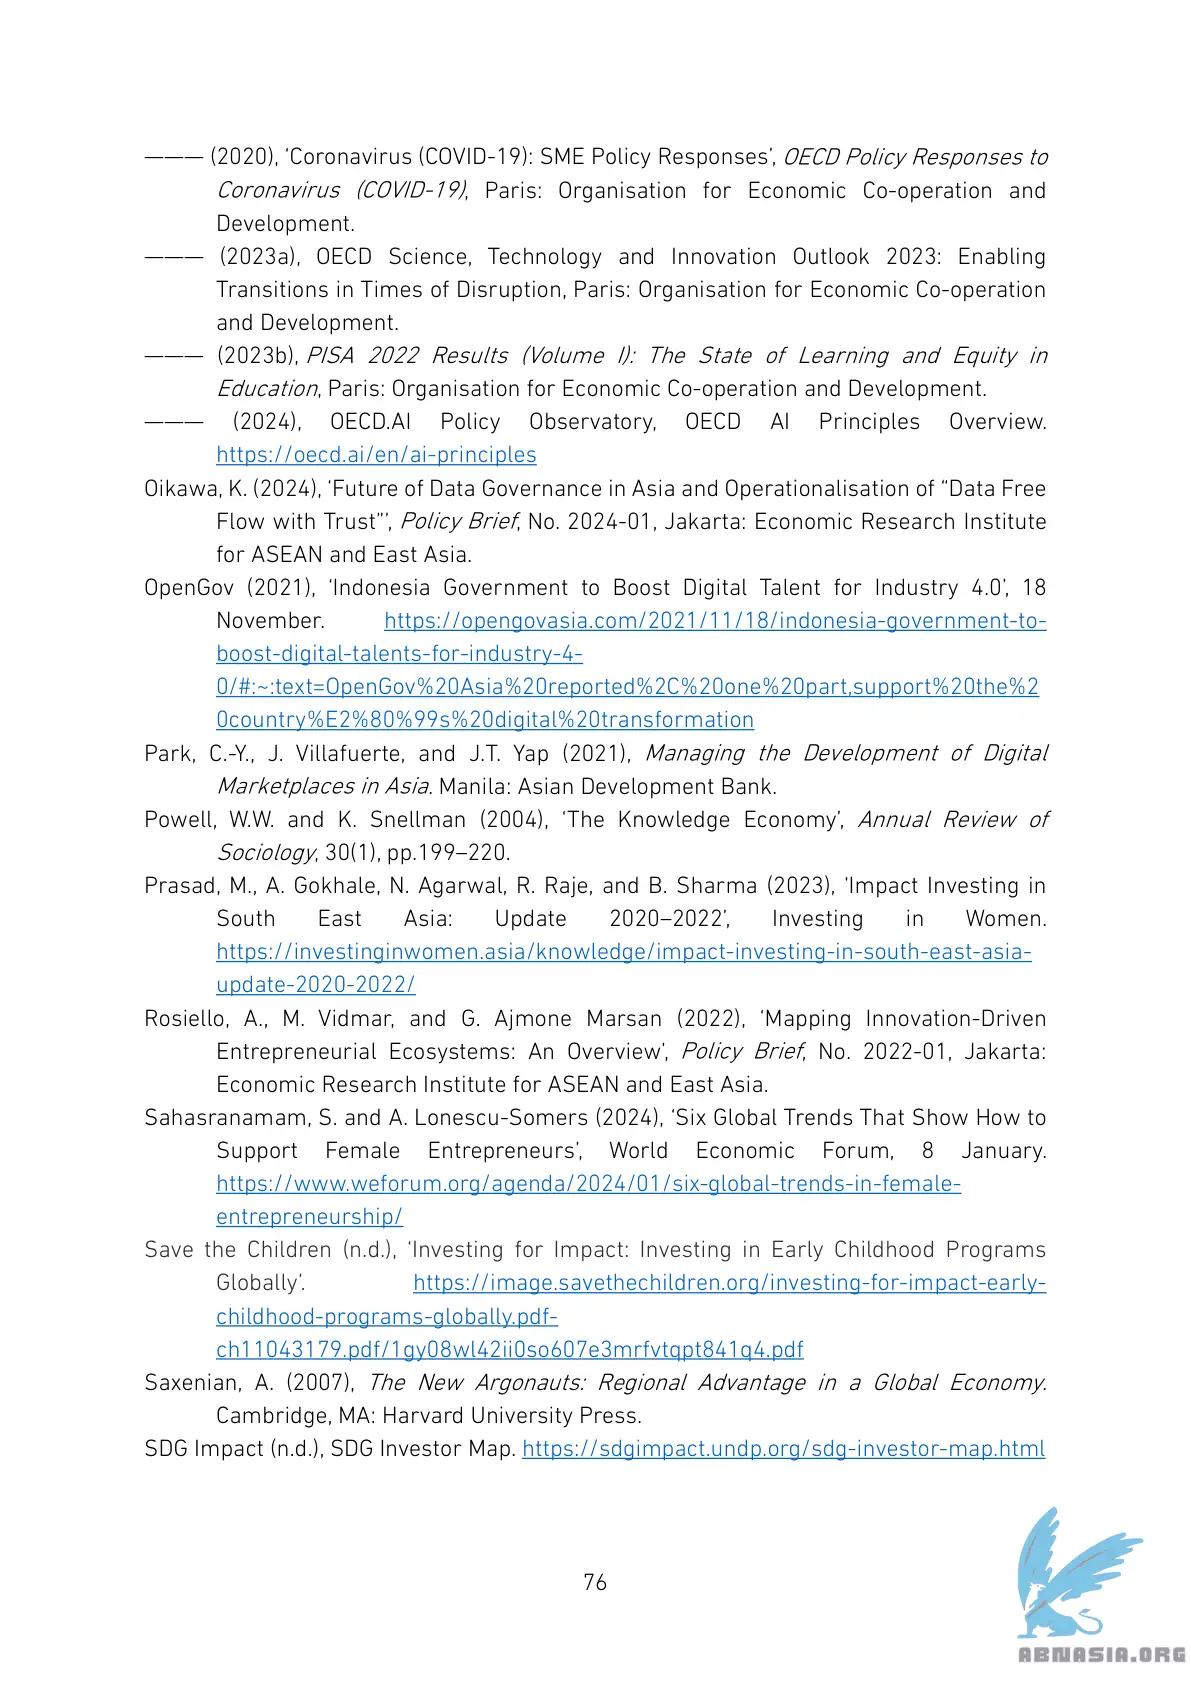 ——— (2020), ‘Coronavirus (COVID-19): SME Policy Responses’, OECD Policy Responses to
Coronavirus (COVID-19), Paris: Organisation for Economic Co-operation and
Development.
——— (2023a), OECD Science, Technology and Innovation Outlook 2023: Enabling
Transitions in Times of Disruption, Paris: Organisation for Economic Co-operation
and Development.
——— (2023b), PISA 2022 Results (Volume I): The State of Learning and Equity in
Education, Paris: Organisation for Economic Co-operation and Development.
——— (2024), OECD.AI Policy Observatory, OECD AI Principles Overview.
https://oecd.ai/en/ai-principles
Oikawa, K. (2024), ‘Future of Data Governance in Asia and Operationalisation of “Data Free
Flow with Trust”’, Policy Brief, No. 2024-01, Jakarta: Economic Research Institute
for ASEAN and East Asia.
OpenGov (2021), ‘Indonesia Government to Boost Digital Talent for Industry 4.0’, 18
November. https://opengovasia.com/2021/11/18/indonesia-government-to-
boost-digital-talents-for-industry-4-
0/#:~:text=OpenGov%20Asia%20reported%2C%20one%20part,support%20the%2
0country%E2%80%99s%20digital%20transformation
Park, C.-Y., J. Villafuerte, and J.T. Yap (2021), Managing the Development of Digital
Marketplaces in Asia. Manila: Asian Development Bank.
Powell, W.W. and K. Snellman (2004), ‘The Knowledge Economy’, Annual Review of
Sociology, 30(1), pp.199–220.
Prasad, M., A. Gokhale, N. Agarwal, R. Raje, and B. Sharma (2023), ‘Impact Investing in
South East Asia: Update 2020–2022’, Investing in Women.
https://investinginwomen.asia/knowledge/impact-investing-in-south-east-asia-
update-2020-2022/
Rosiello, A., M. Vidmar, and G. Ajmone Marsan (2022), ‘Mapping Innovation-Driven
Entrepreneurial Ecosystems: An Overview’, Policy Brief, No. 2022-01, Jakarta:
Economic Research Institute for ASEAN and East Asia.
Sahasranamam, S. and A. Lonescu-Somers (2024), ‘Six Global Trends That Show How to
Support Female Entrepreneurs’, World Economic Forum, 8 January.
https://www.weforum.org/agenda/2024/01/six-global-trends-in-female-
entrepreneurship/
Save the Children (n.d.), ‘Investing for Impact: Investing in Early Childhood Programs
Globally’. https://image.savethechildren.org/investing-for-impact-early-
childhood-programs-globally.pdf-
ch11043179.pdf/1gy08wl42ii0so607e3mrfvtqpt841q4.pdf
Saxenian, A. (2007), The New Argonauts: Regional Advantage in a Global Economy.
Cambridge, MA: Harvard University Press.
SDG Impact (n.d.), SDG Investor Map. https://sdgimpact.undp.org/sdg-investor-map.html
76
ABNASIA.ORG